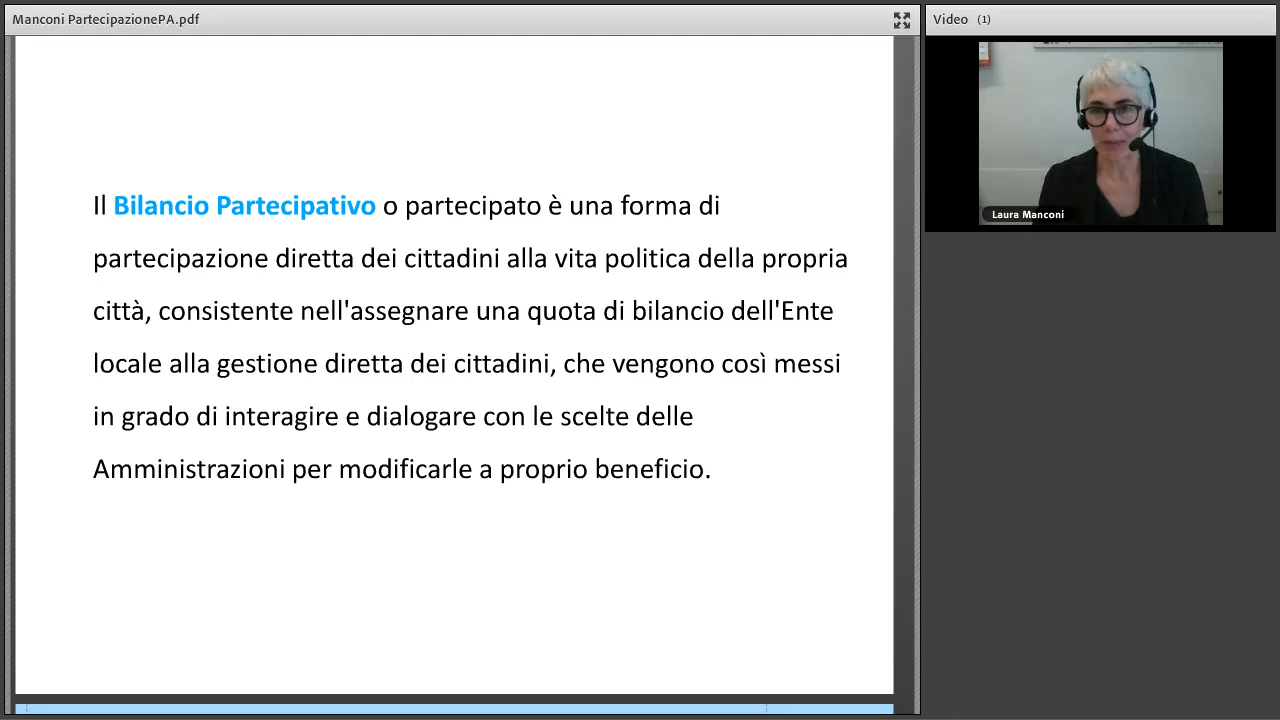 Manconi PartecipazionePA.pdf
Video (1)
Laura Manconi
Il Bilancio Partecipativo o partecipato è una forma di
partecipazione diretta dei cittadini alla vita politica della propria
città, consistente nell'assegnare una quota di bilancio dell'Ente
locale alla gestione diretta dei cittadini, che vengono così messi
in grado di interagire e dialogare con le scelte delle
Amministrazioni per modificarle a proprio beneficio.